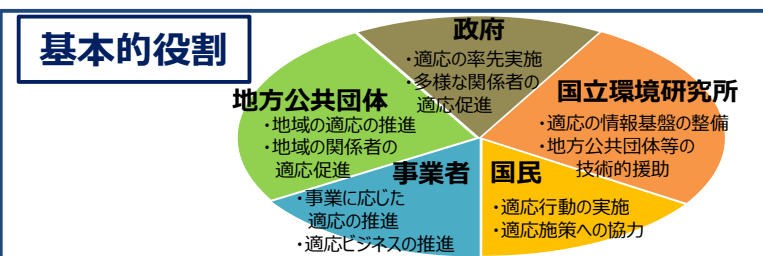 基本的役割
政府
・適応の率先実施
・多様な関係者の
適応促進
地方公共団体
・地域の適応の推進
・地域の関係者の
適応促進
国立環境研究所
・適応の情報基盤の整備
・地方公共団体等の
技術的援助
事業者
・事業に応じた
適応の推進
・適応ビジネスの推進
国民
・適応行動の実施
・適応施策への協力